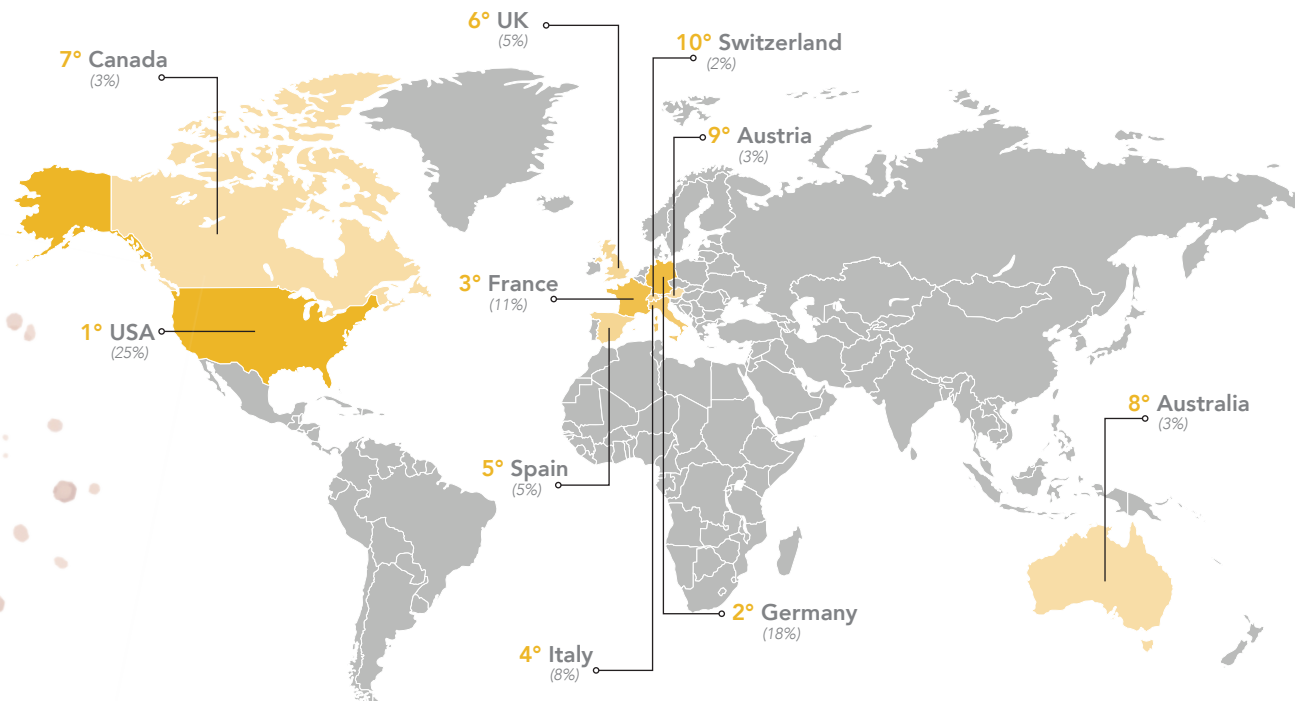 6° UK
(5%)
10° Switzerland
(2%)
7° Canada
(3%)
9° Austria
(3%)
3° France
(11%)
1° USA
(25%)
8° Australia
(3%)
5° Spain
(5%)
2° Germany
(18%)
4° Italy
(8%)